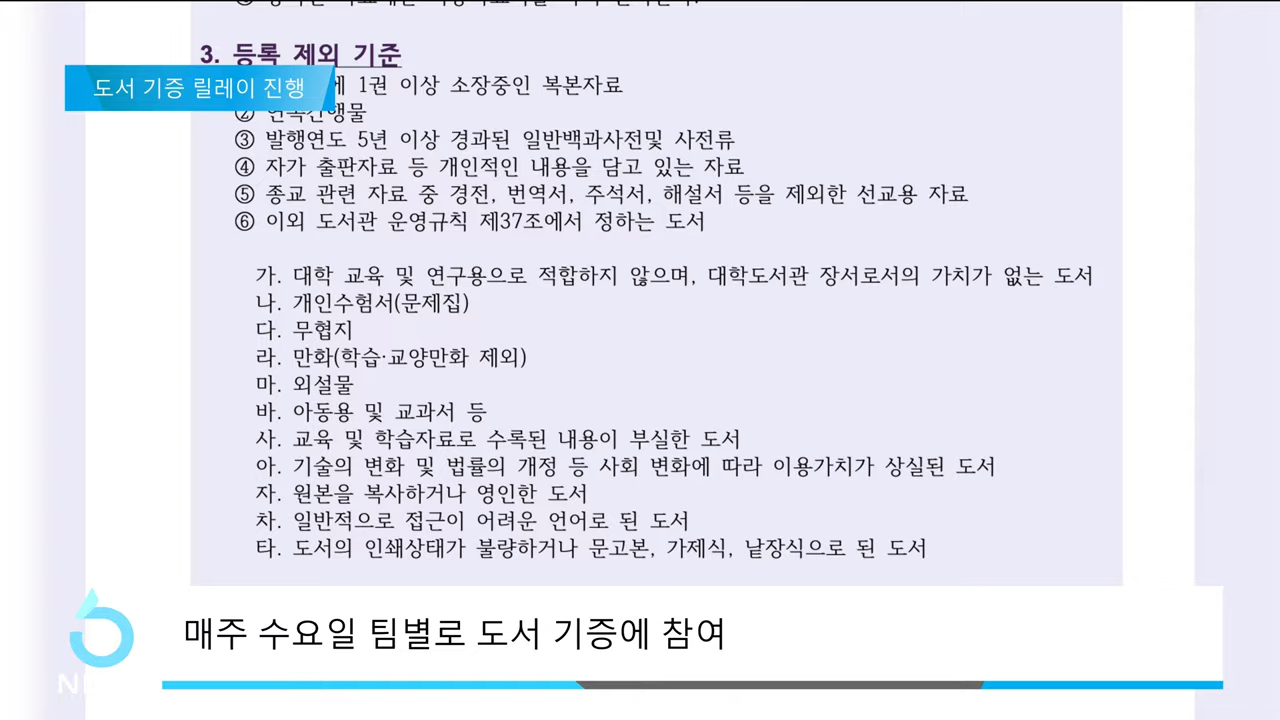 3. 등록 제외 기준
도서 기증 릴레이 진행
에 1권 이상 소장중인 복본자료
② 연속간행물
③ 발행연도 5년 이상 경과된 일반백과사전및 사전류
④ 자가 출판자료 등 개인적인 내용을 담고 있는 자료
⑤ 종교 관련 자료 중 경전, 번역서, 주석서, 해설서 등을 제외한 선교용 자료
⑥ 이외 도서관 운영규칙 제37조에서 정하는 도서
가. 대학 교육 및 연구용으로 적합하지 않으며, 대학도서관 장서로서의 가치가 없는 도서
나. 개인수험서(문제집)
다. 무협지
라. 만화(학습·교양만화 제외)
마. 외설물
바. 아동용 및 교과서 등
사. 교육 및 학습자료로 수록된 내용이 부실한 도서
아. 기술의 변화 및 법률의 개정 등 사회 변화에 따라 이용가치가 상실된 도서
자. 원본을 복사하거나 영인한 도서
차. 일반적으로 접근이 어려운 언어로 된 도서
타. 도서의 인쇄상태가 불량하거나 문고본, 가제식, 낱장식으로 된 도서
매주 수요일 팀별로 도서 기증에 참여